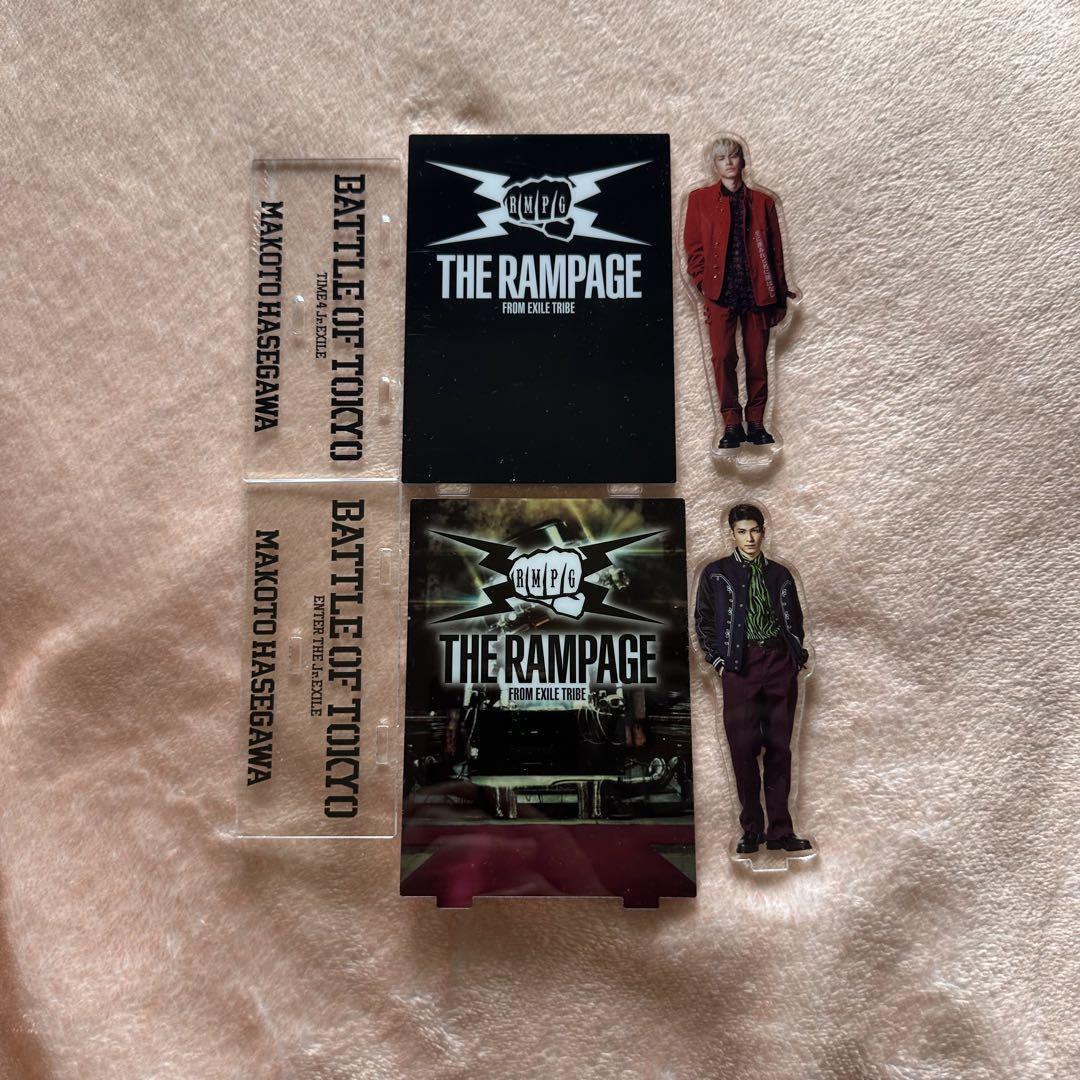 BATTLE OF TOKYO
TIME 4 Jr.EXILE
MAKOTO HASEGAWA
RMPG
THE RAMPAGE
FROM EXILE TRIBE
BATTLE OF TOKYO
ENTER THE Jr.EXILE
MAKOTO HASEGAWA
RMPG
THE RAMPAGE
FROM EXILE TRIBE